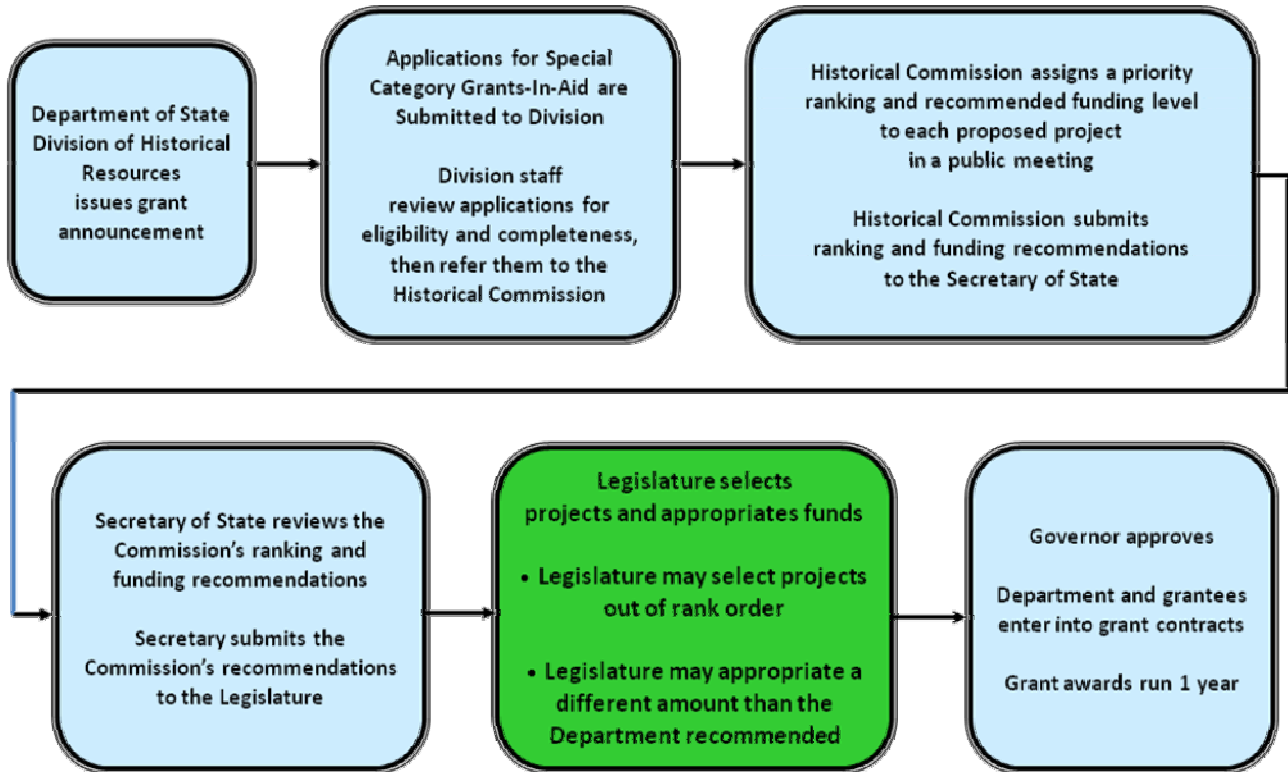 Department of State
Division of Historical
Resources
issues grant
announcement
Applications for Special
Category Grants-In-Aid are
Submitted to Division
Division staff
review applications for
eligibility and completeness,
then refer them to the
Historical Commission
Historical Commission assigns a priority
ranking and recommended funding level
to each proposed project
in a public meeting
Historical Commission submits
ranking and funding recommendations
to the Secretary of State
Secretary of State reviews the
Commission's ranking and
funding recommendations
Secretary submits the
Commission's recommendations
to the Legislature
Legislature selects
projects and appropriates funds
• Legislature may select projects
out of rank order
• Legislature may appropriate a
different amount than the
Department recommended
Governor approves
Department and grantees
enter into grant contracts
Grant awards run 1 year